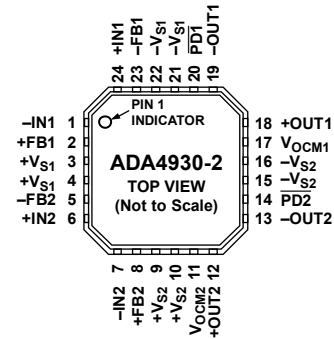 +IN1
–FB1
–VS1
–VS1
PD1
–OUT1
24
23
22
21
20
19
PIN 1
INDICATOR
–IN1 1
+FB1 2
+VS1 3
+VS1 4
–FB2 5
+IN2 6
ADA4930-2
TOP VIEW
(Not to Scale)
18 +OUT1
17 VOCM1
16 –VS2
15 –VS2
14 PD2
13 –OUT2
7
8
9
10
11
12
–IN2
+FB2
+VS2
+VS2
VOCM2
+OUT2